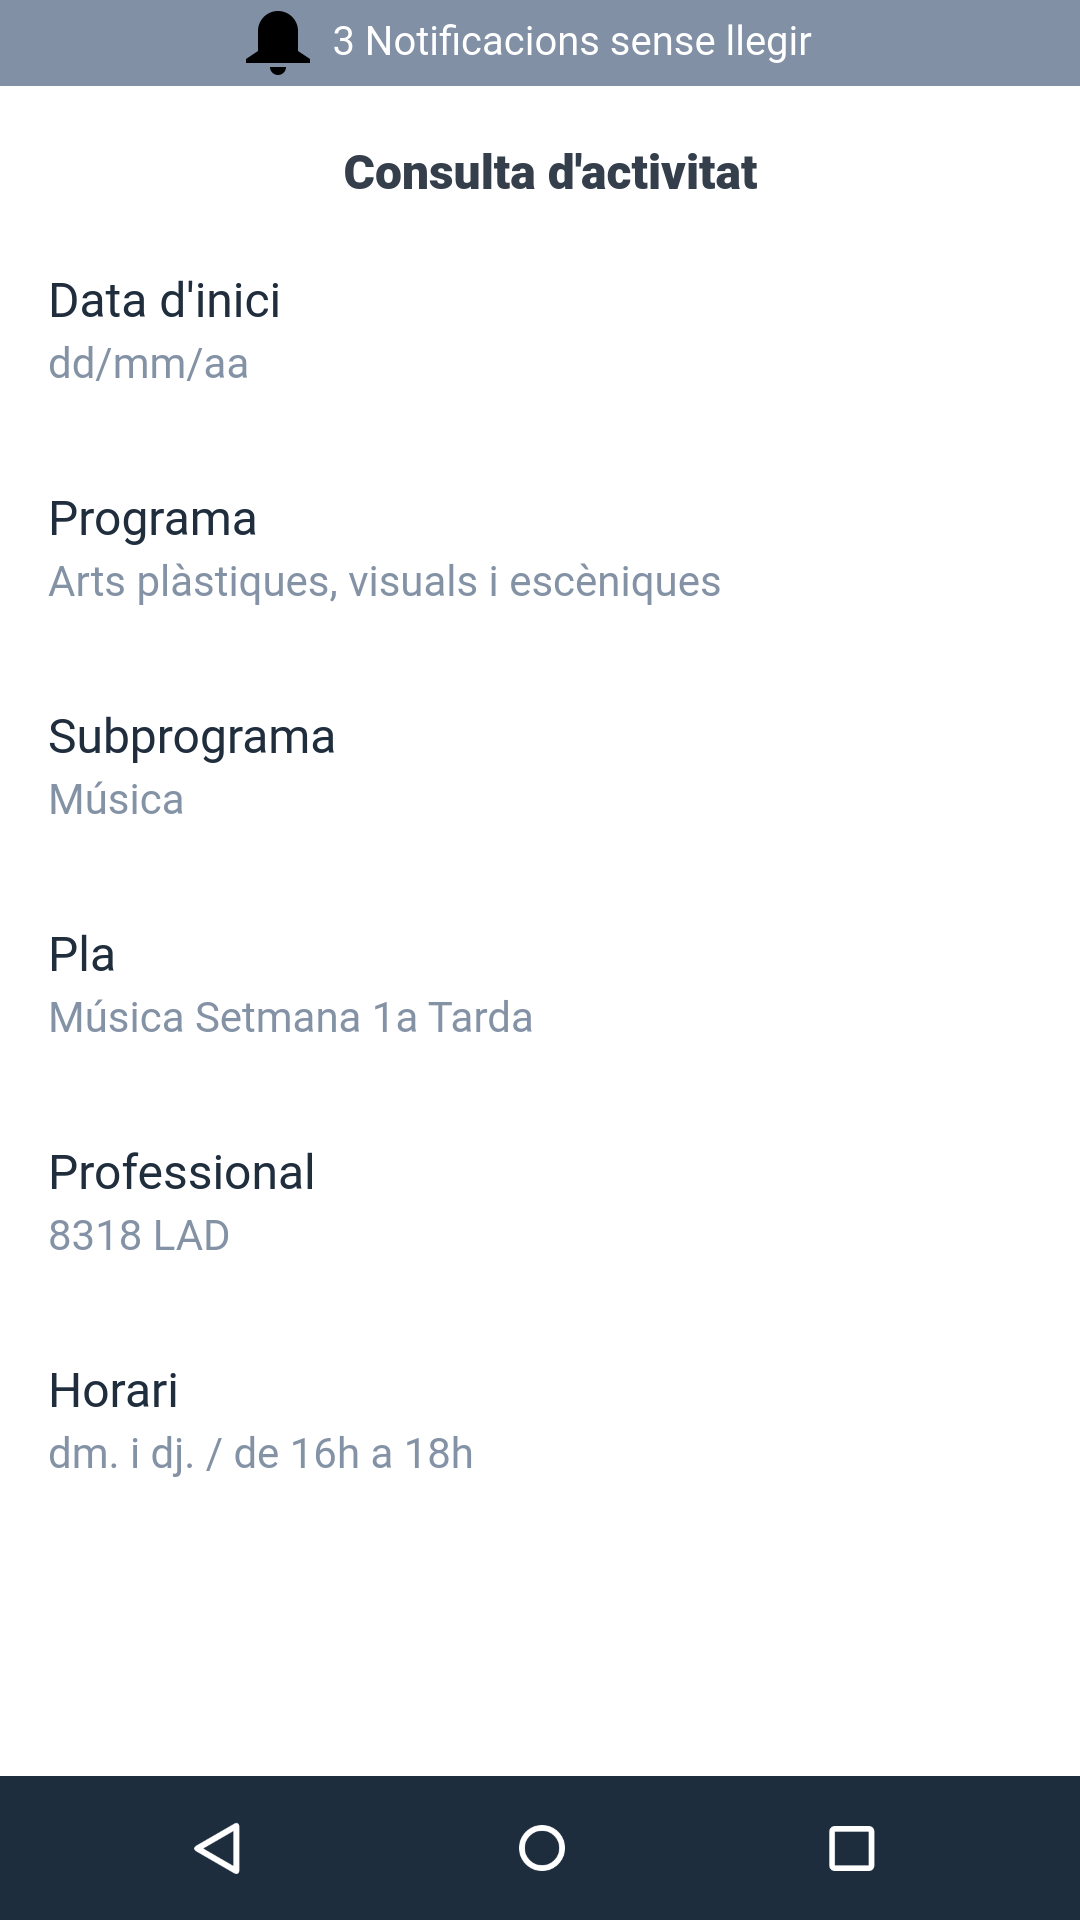 3 Notificacions sense llegir
Consulta d'activitat
Data d'inici
dd/mm/aa
Programa
Arts plàstiques, visuals i escèniques
Subprograma
Música
Pla
Música Setmana 1a Tarda
Professional
8318 LAD
Horari
dm. i dj. / de 16h a 18h